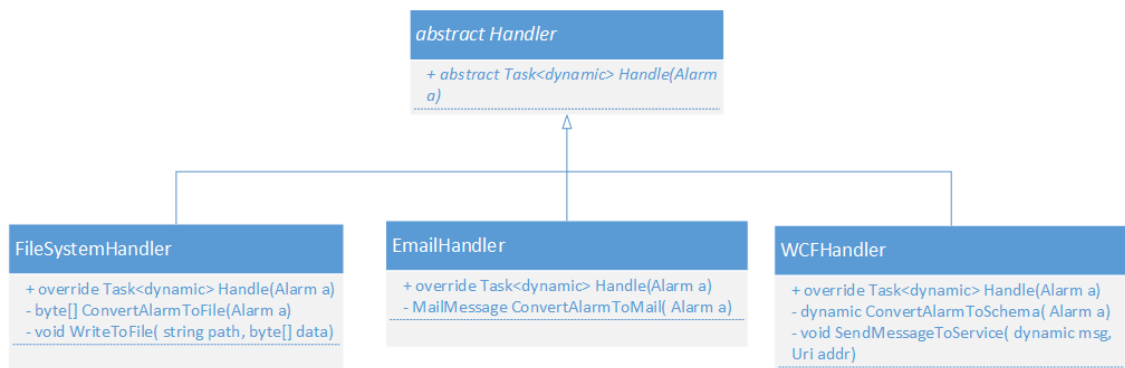 abstract Handler
+ abstract Task<dynamic> Handle(Alarm
a)
FileSystemHandler
+ override Task<dynamic> Handle(Alarm a)
- byte[] ConvertAlarmToFile(Alarm a)
- void WriteToFile( string path, byte[] data)
EmailHandler
+ override Task<dynamic> Handle(Alarm a)
- MailMessage ConvertAlarmToMail( Alarm a)
WCFHandler
+ override Task<dynamic> Handle(Alarm a)
- dynamic ConvertAlarmToSchema( Alarm a)
- void SendMessageToService( dynamic msg,
Uri addr)